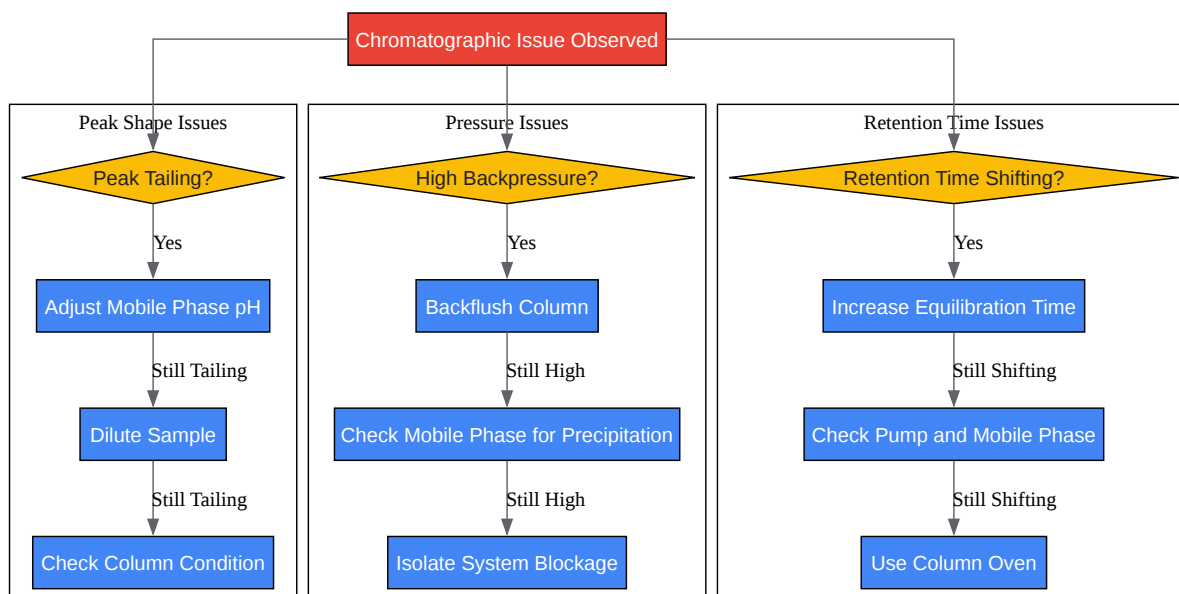 Chromatographic Issue Observed
Peak Shape Issues
Pressure Issues
Retention Time Issues
Peak Tailing?
High Backpressure?
Retention Time Shifting?
Yes
Yes
Yes
Adjust Mobile Phase pH
Backflush Column
Increase Equilibration Time
Still Tailing
Still High
Still Shifting
Dilute Sample
Check Mobile Phase for Precipitation
Check Pump and Mobile Phase
Still Tailing
Still High
Still Shifting
Check Column Condition
Isolate System Blockage
Use Column Oven